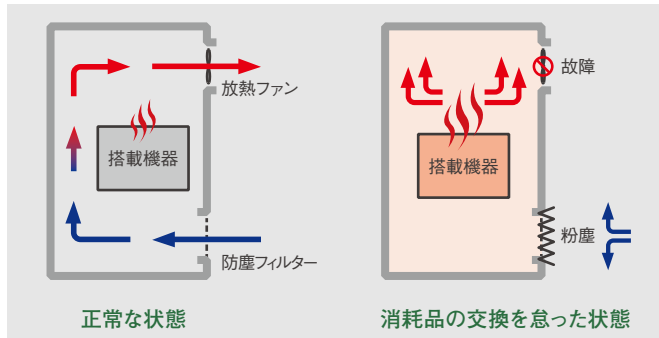 放熱ファン
搭載機器
防塵フィルター
正常な状態
故障
搭載機器
粉塵
消耗品の交換を怠った状態